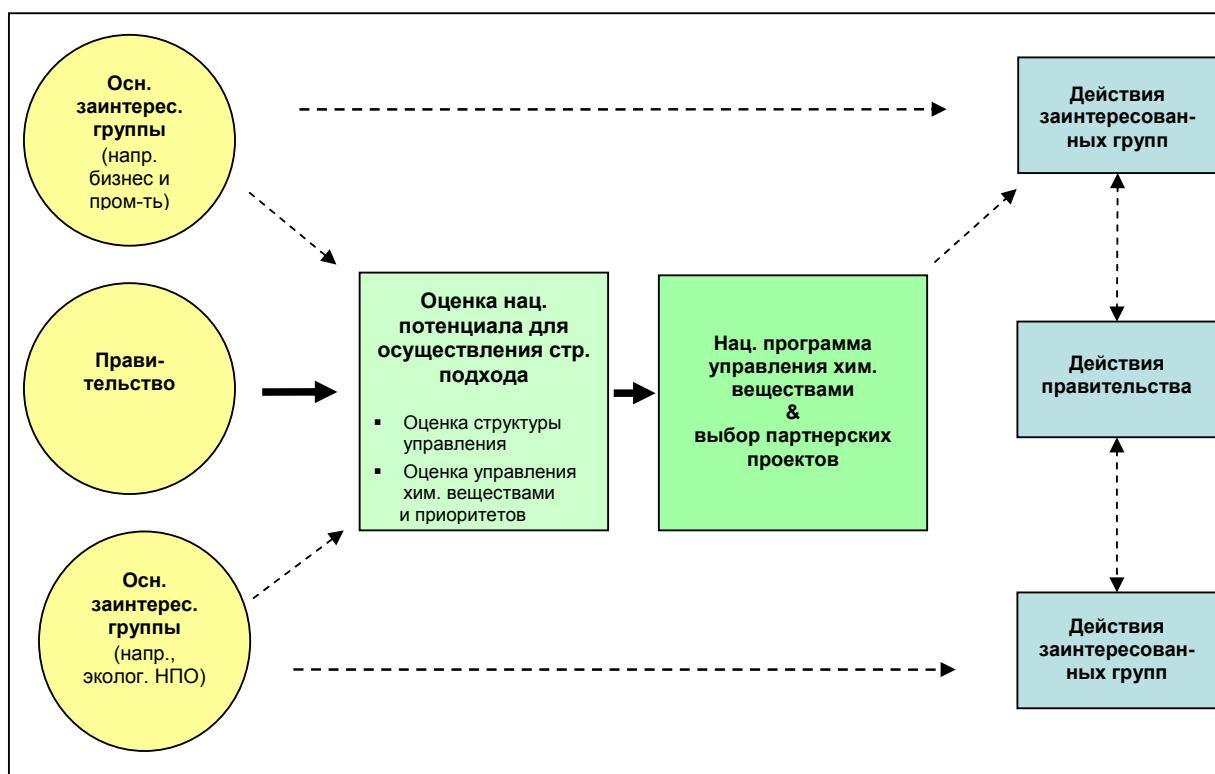 Осн.
заинтерес.
группы
(напр.
бизнес и
пром-ть)
Действия
заинтересован-
ных групп
Прави-
тельство
Оценка нац.
потенциала для
осуществления стр.
подхода
▪ Оценка структуры
управления
▪ Оценка управления
хим. веществами
и приоритетов
Нац. программа
управления хим.
веществами
&
выбор партнерских
проектов
Действия
правительства
Осн.
заинтерес.
группы
(напр.,
эколог. НПО)
Действия
заинтересован-
ных групп